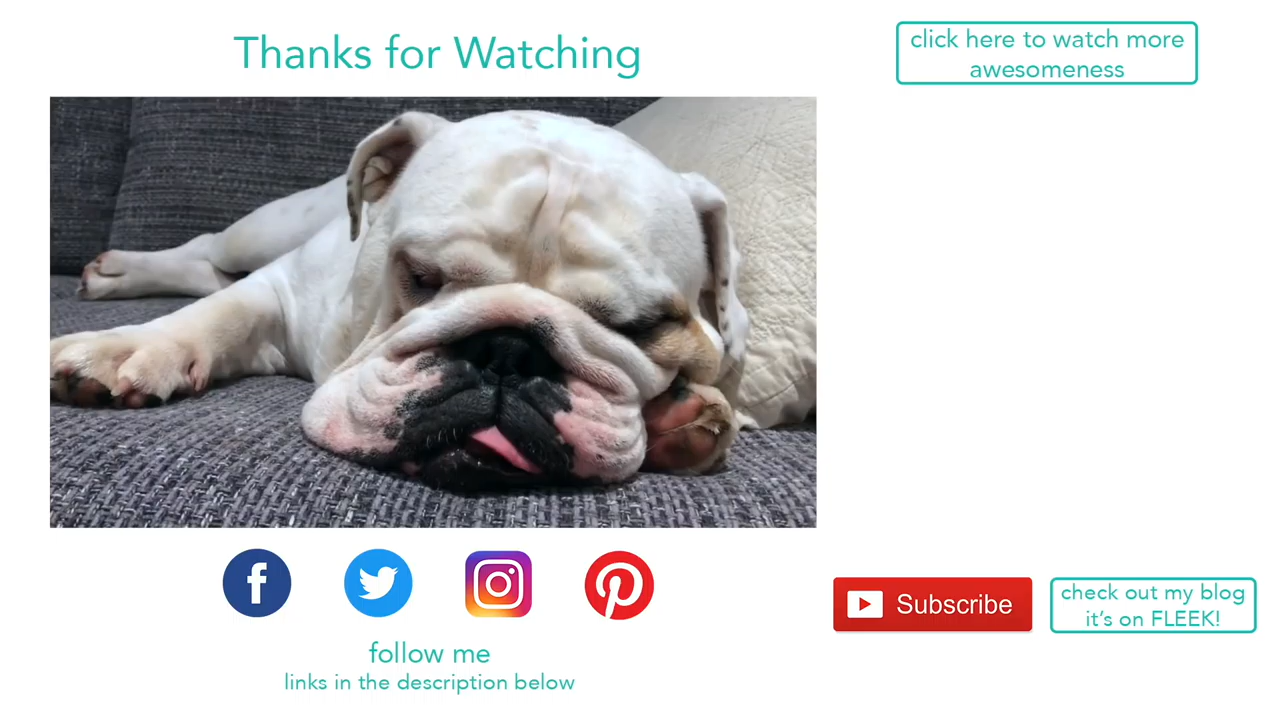 Thanks for Watching
click here to watch more
awesomeness
Subscribe
check out my blog
it's on FLEEK!
follow me
links in the description below